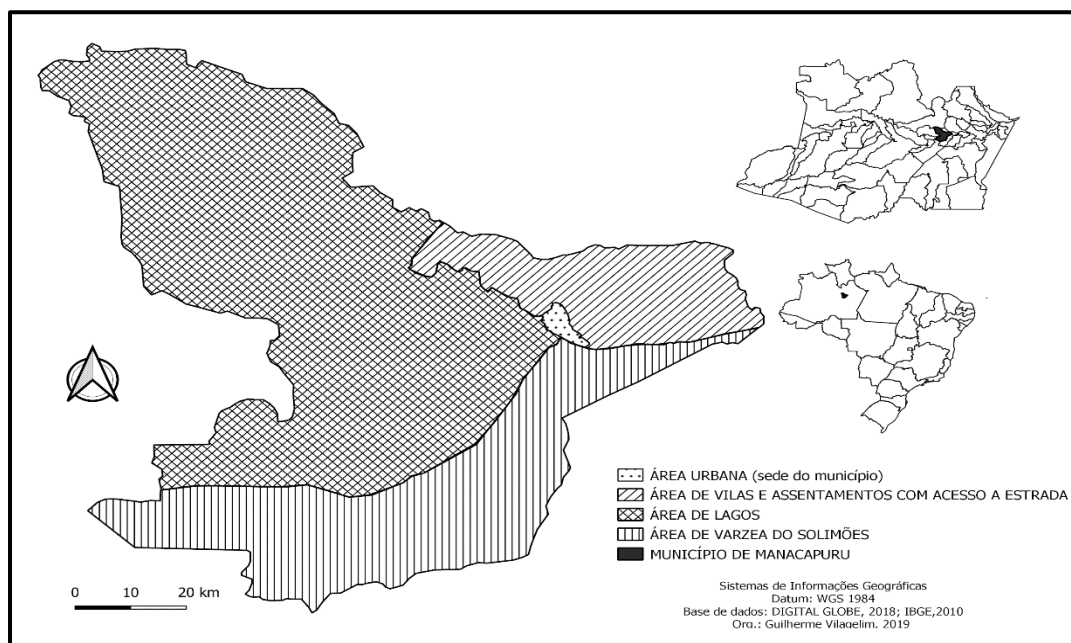 ÁREA URBANA (sede do município)
ÁREA DE VILAS E ASSENTAMENTOS COM ACESSO A ESTRADA
ÁREA DE LAGOS
ÁREA DE VARZEA DO SOLIMÕES
MUNICÍPIO DE MANACAPURU
0 10 20 km
Sistemas de Informações Geográficas
Datum: WGS 1984
Base de dados: DIGITAL GLOBE, 2018; IBGE,2010
Org.: Guilherme Vilagelim, 2019